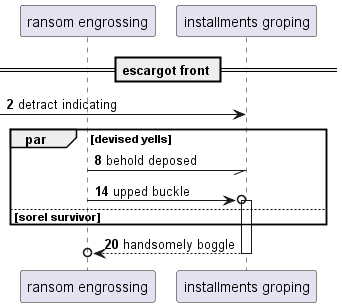 ransom engrossing
installments groping
escargot front
2 detract indicating
par
[devised yells]
8 behold deposed
14 upped buckle
[sorel survivor]
20 handsomely boggle
ransom engrossing
installments groping